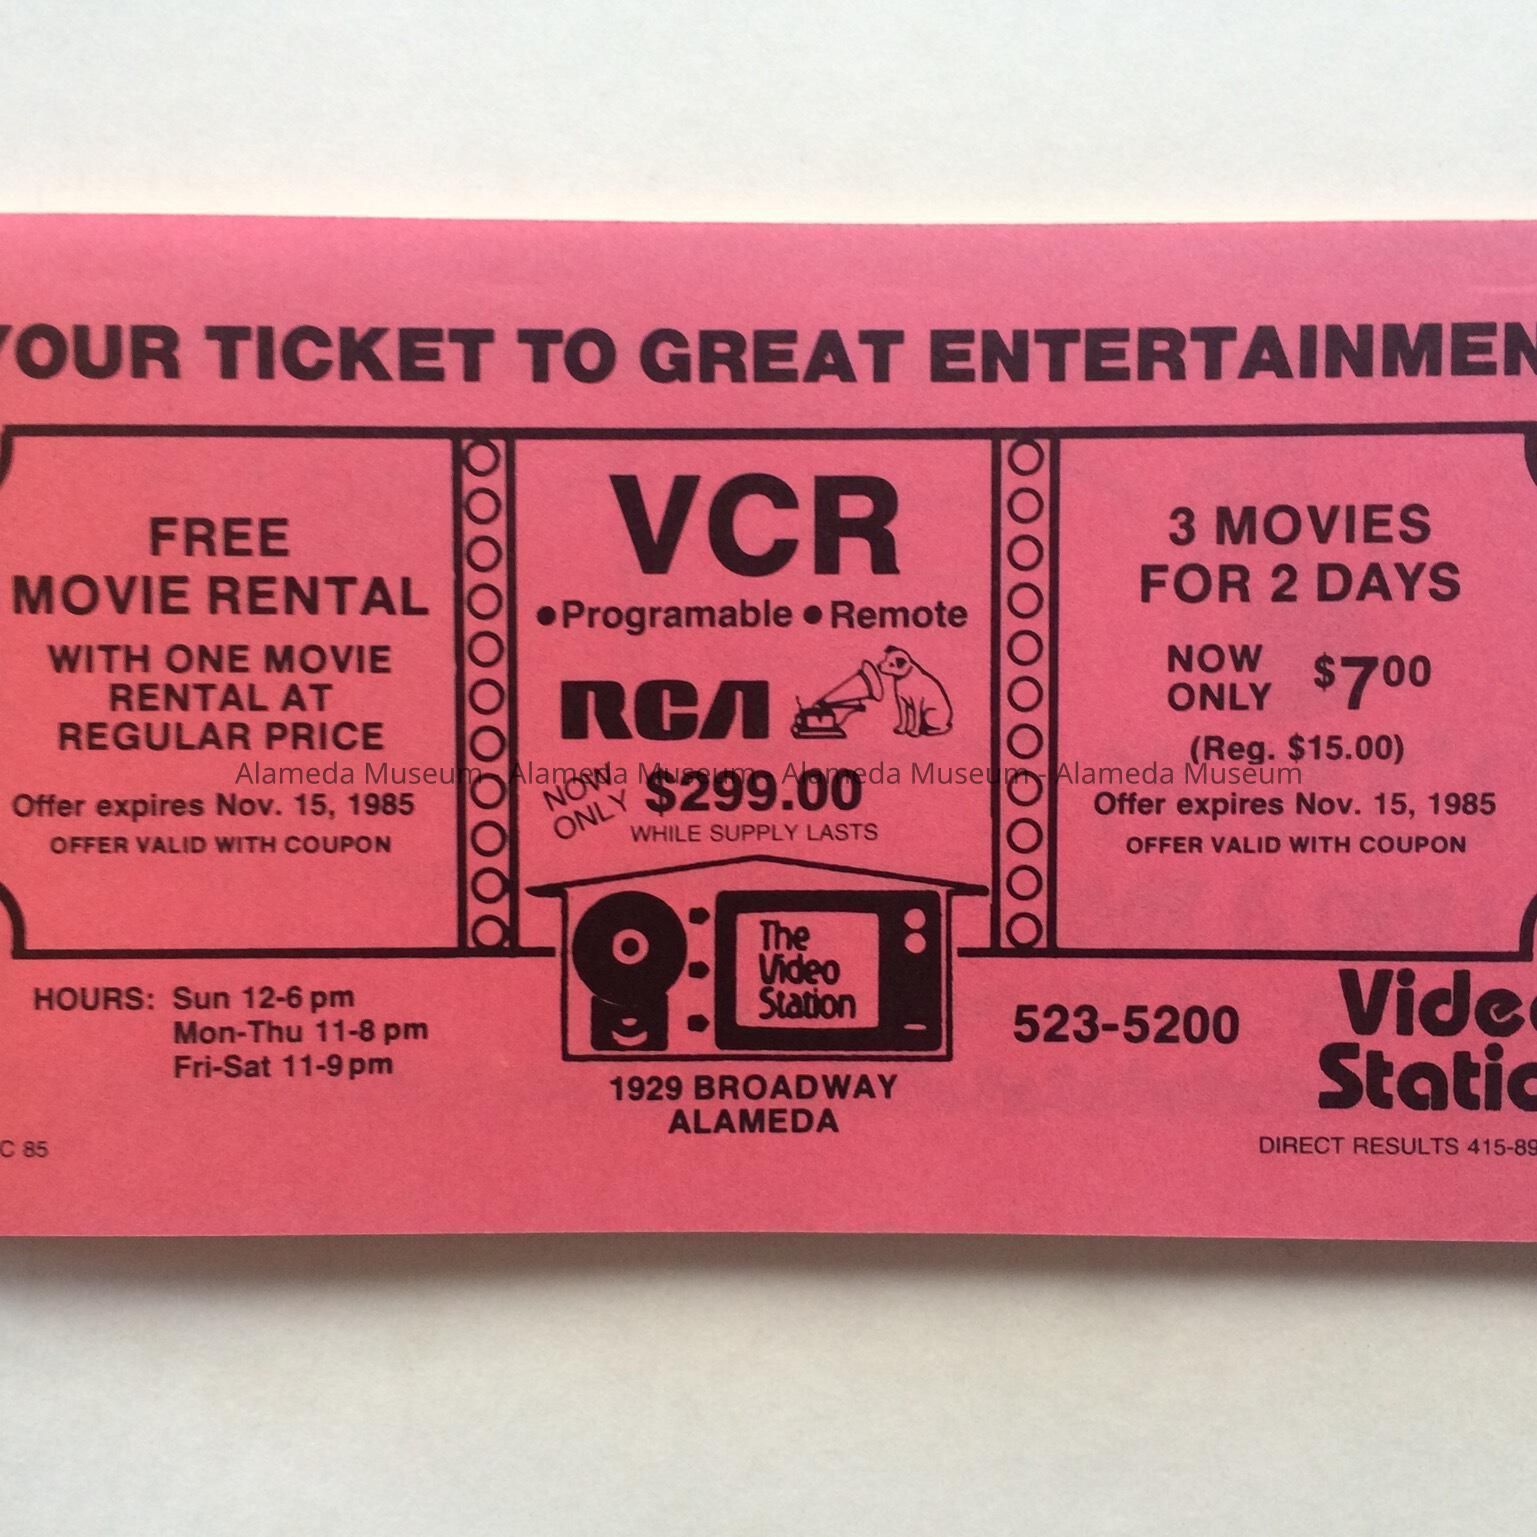 YOUR TICKET TO GREAT ENTERTAINMEN
FREE
MOVIE RENTAL
WITH ONE MOVIE
RENTAL AT
REGULAR PRICE
Offer expires Nov. 15, 1985
OFFER VALID WITH COUPON
VCR
•Programable •Remote
RCA
NOW
ONLY $299.00
WHILE SUPPLY LASTS
3 MOVIES
FOR 2 DAYS
NOW
ONLY $7.00
(Reg. $15.00)
Offer expires Nov. 15, 1985
OFFER VALID WITH COUPON
Alameda Museum - Alameda Museum - Alameda Museum - Alameda Museum
HOURS: Sun 12-6 pm
Mon-Thu 11-8 pm
Fri-Sat 11-9 pm
The
Video
Station
1929 BROADWAY
ALAMEDA
523-5200
Vide
Static
C 85
DIRECT RESULTS 415-89